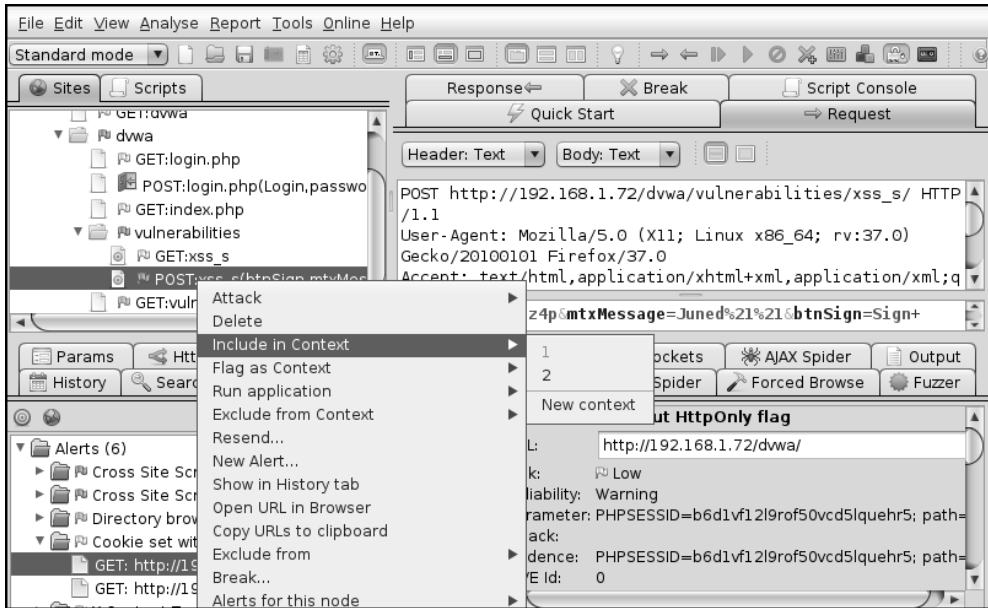 File Edit View Analyse Report Tools Online Help
Standard mode
Sites Scripts
Response Break Script Console
Quick Start Request
GET:dvwa
dvwa
GET:login.php
POST:login.php(Login,passwo
GET:index.php
vulnerabilities
GET:xss_s
POST:xss_s(btnSign,mtxMes
GET:vulr
Header: Text Body: Text
POST http://192.168.1.72/dvwa/vulnerabilities/xss_s/ HTTP
/1.1
User-Agent: Mozilla/5.0 (X11; Linux x86_64; rv:37.0)
Gecko/20100101 Firefox/37.0
Accept: text/html,application/xhtml+xml,application/xml;q
z4p&mtxMessage=Juned%21%21&btnSign=Sign+
Attack
Delete
Include in Context
Flag as Context
Run application
Exclude from Context
Resend...
New Alert...
Show in History tab
Open URL in Browser
Copy URLs to clipboard
Exclude from
Break...
Alerts for this node
1
2
New context
Params Htt ockets AJAX Spider Output
History Searc Spider Forced Browse Fuzzer
Alerts (6)
Cross Site Scr
Cross Site Scr
Directory brow
Cookie set wit
GET: http://19
GET: http://19
ut HttpOnly flag
L: http://192.168.1.72/dvwa/
k: Low
liability: Warning
rameter: PHPSESSID=b6d1vf12l9rof50vcd5lquehr5; path=
ack:
dence: PHPSESSID=b6d1vf12l9rof50vcd5lquehr5; path=
E Id: 0